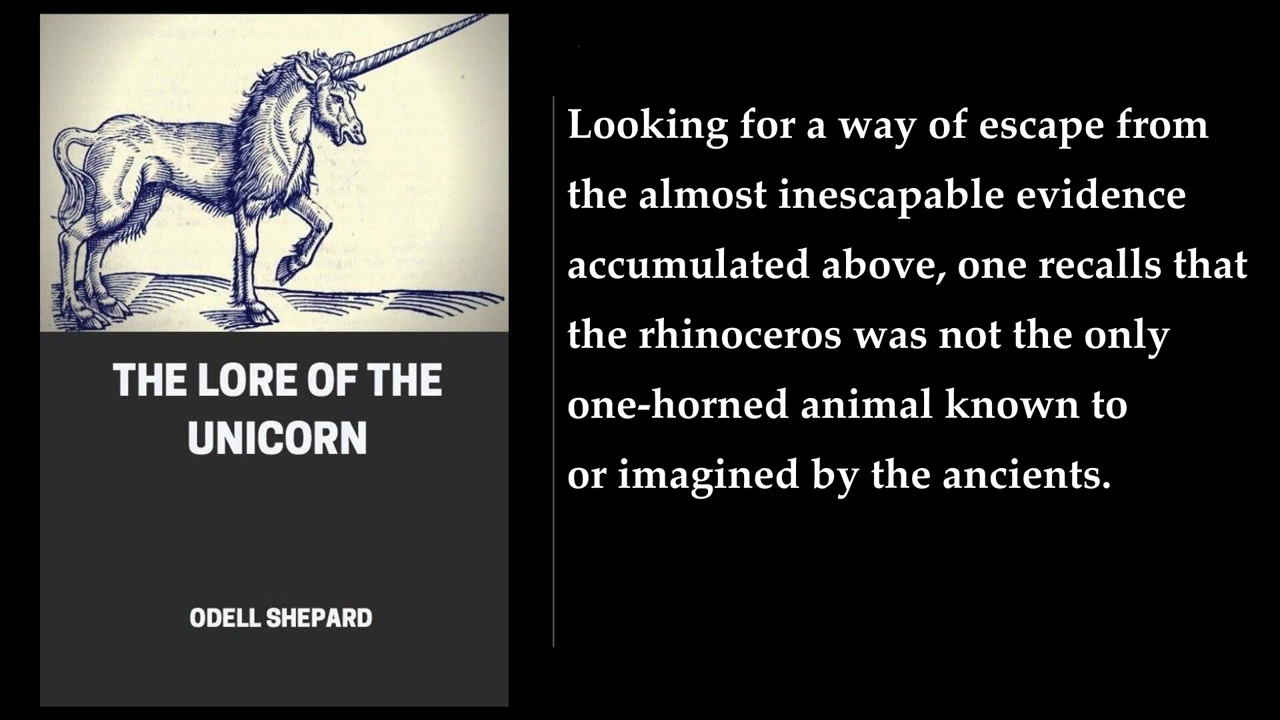 THE LORE OF THE
UNICORN
ODELL SHEPARD
Looking for a way of escape from
the almost inescapable evidence
accumulated above, one recalls that
the rhinoceros was not the only
one-horned animal known to
or imagined by the ancients.